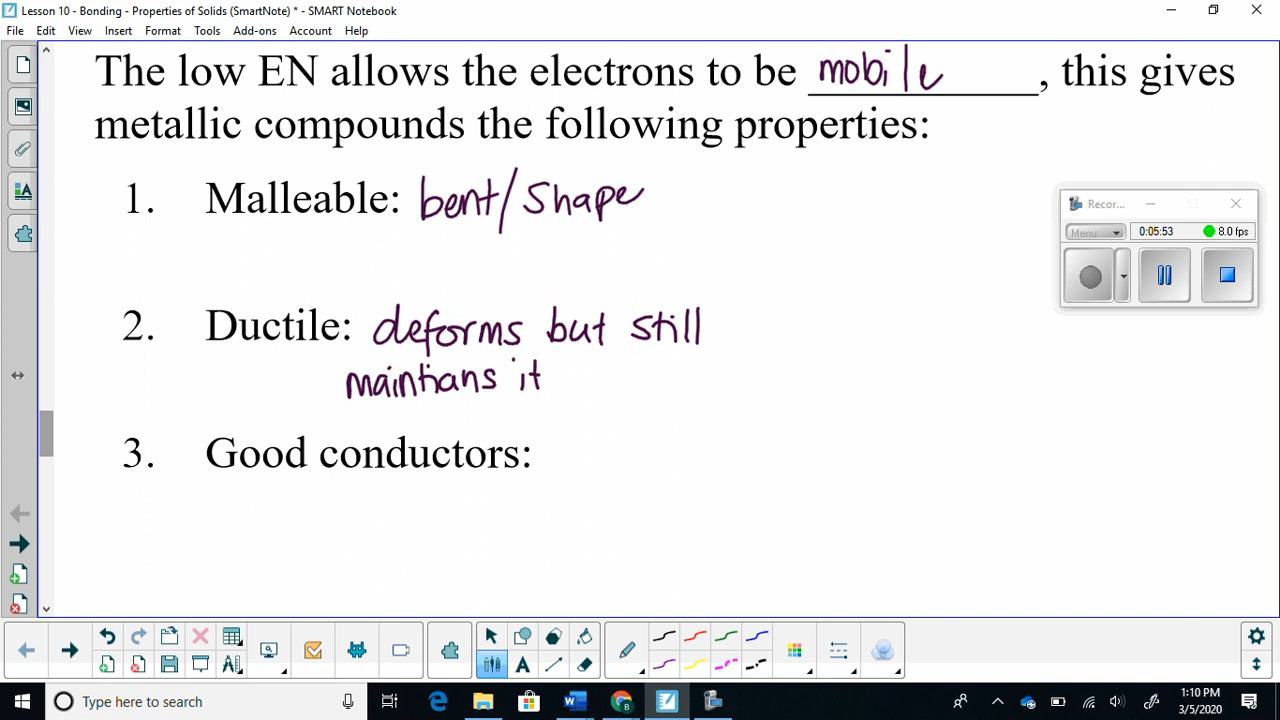 Lesson 10 - Bonding - Properties of Solids (SmartNote) * - SMART Notebook
File Edit View Insert Format Tools Add-ons Account Help
The low EN allows the electrons to be mobile, this gives
metallic compounds the following properties:
1. Malleable: bent/shape
Recor...
Menu 0:05:53 8.0 fps
2. Ductile: deforms but still
maintians it
3. Good conductors:
Type here to search
1:10 PM
3/5/2020